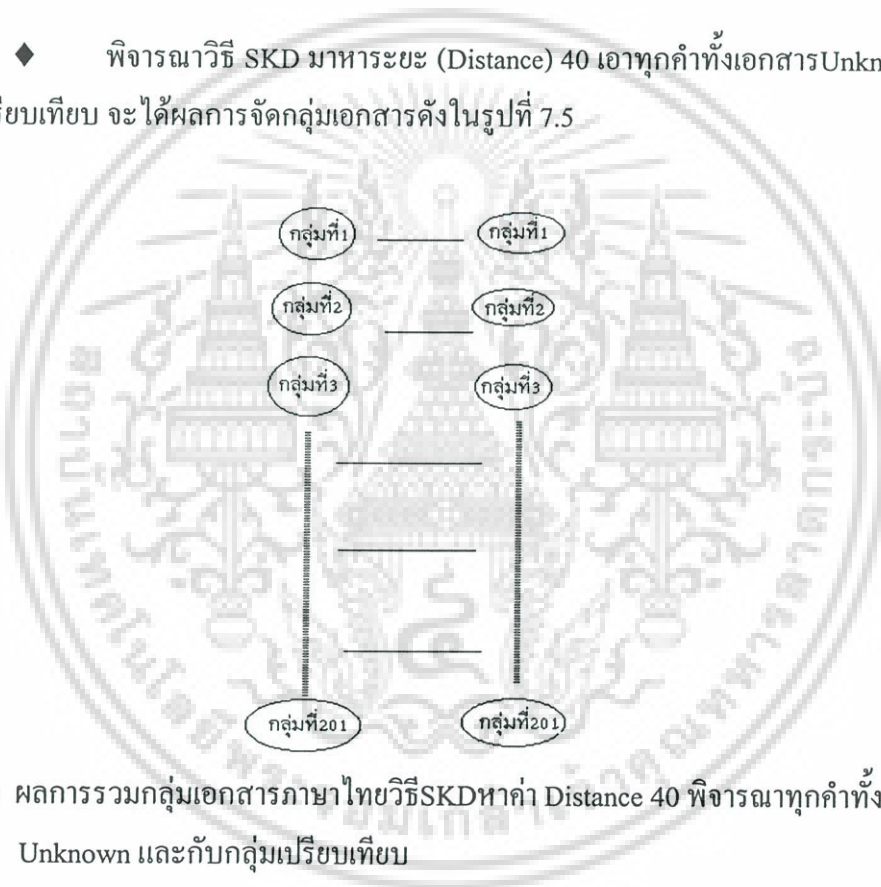 ♦ พิจารณาวิธี SKD มาหาระยะ (Distance) 40 เอาทุกคำทั้งเอกสารUnkn
รียบเทียบ จะได้ผลการจัดกลุ่มเอกสารดังในรูปที่ 7.5
กลุ่มที่1 กลุ่มที่1
กลุ่มที่2 กลุ่มที่2
กลุ่มที่3 กลุ่มที่3
กลุ่มที่201 กลุ่มที่201
ผลการรวมกลุ่มเอกสารภาษาไทยวิธีSKDหาค่า Distance 40 พิจารณาทุกคำทั้ง
Unknown และกับกลุ่มเปรียบเทียบ